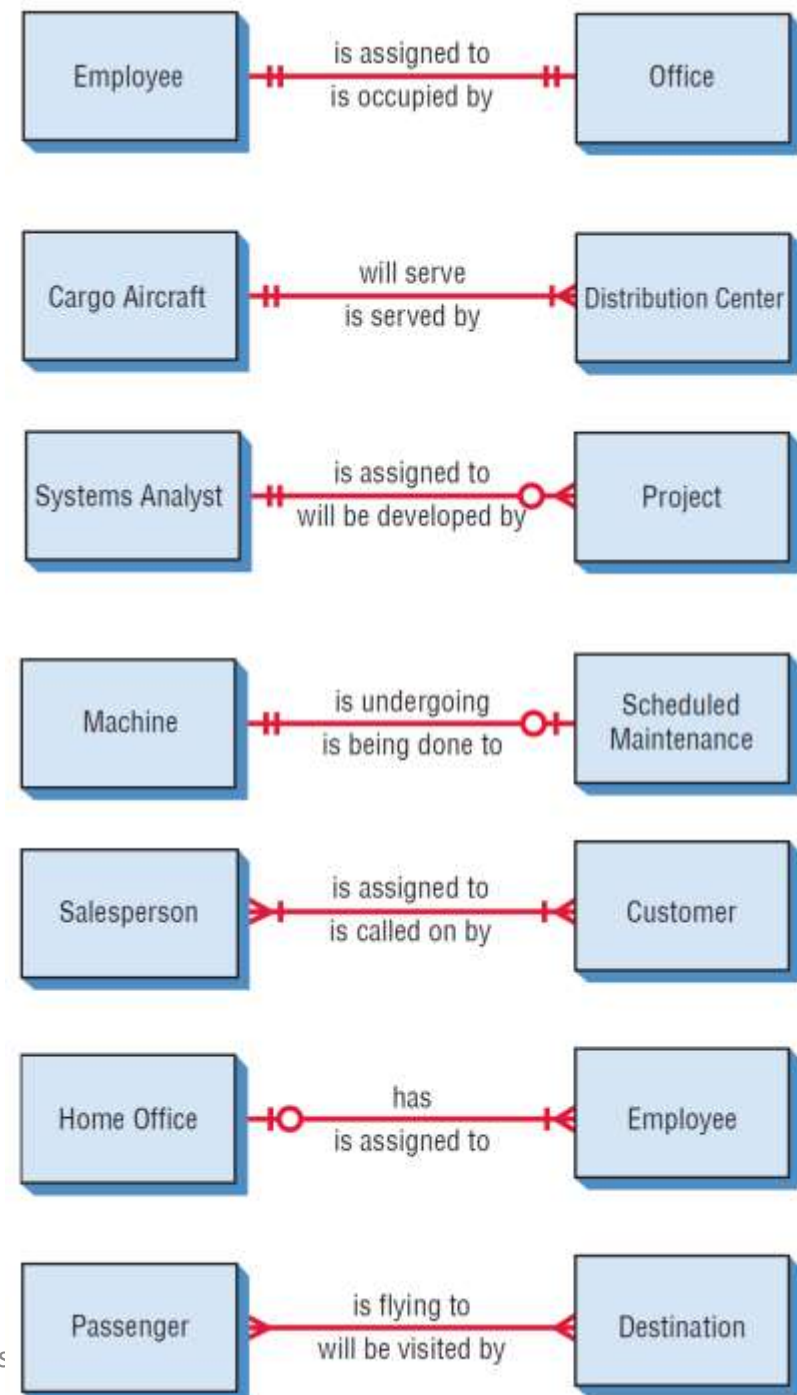 Employee
is assigned to
is occupied by
Office
Cargo Aircraft
will serve
is served by
Distribution Center
Systems Analyst
is assigned to
will be developed by
Project
Machine
is undergoing
is being done to
Scheduled
Maintenance
Salesperson
is assigned to
is called on by
Customer
Home Office
has
is assigned to
Employee
Passenger
is flying to
will be visited by
Destination